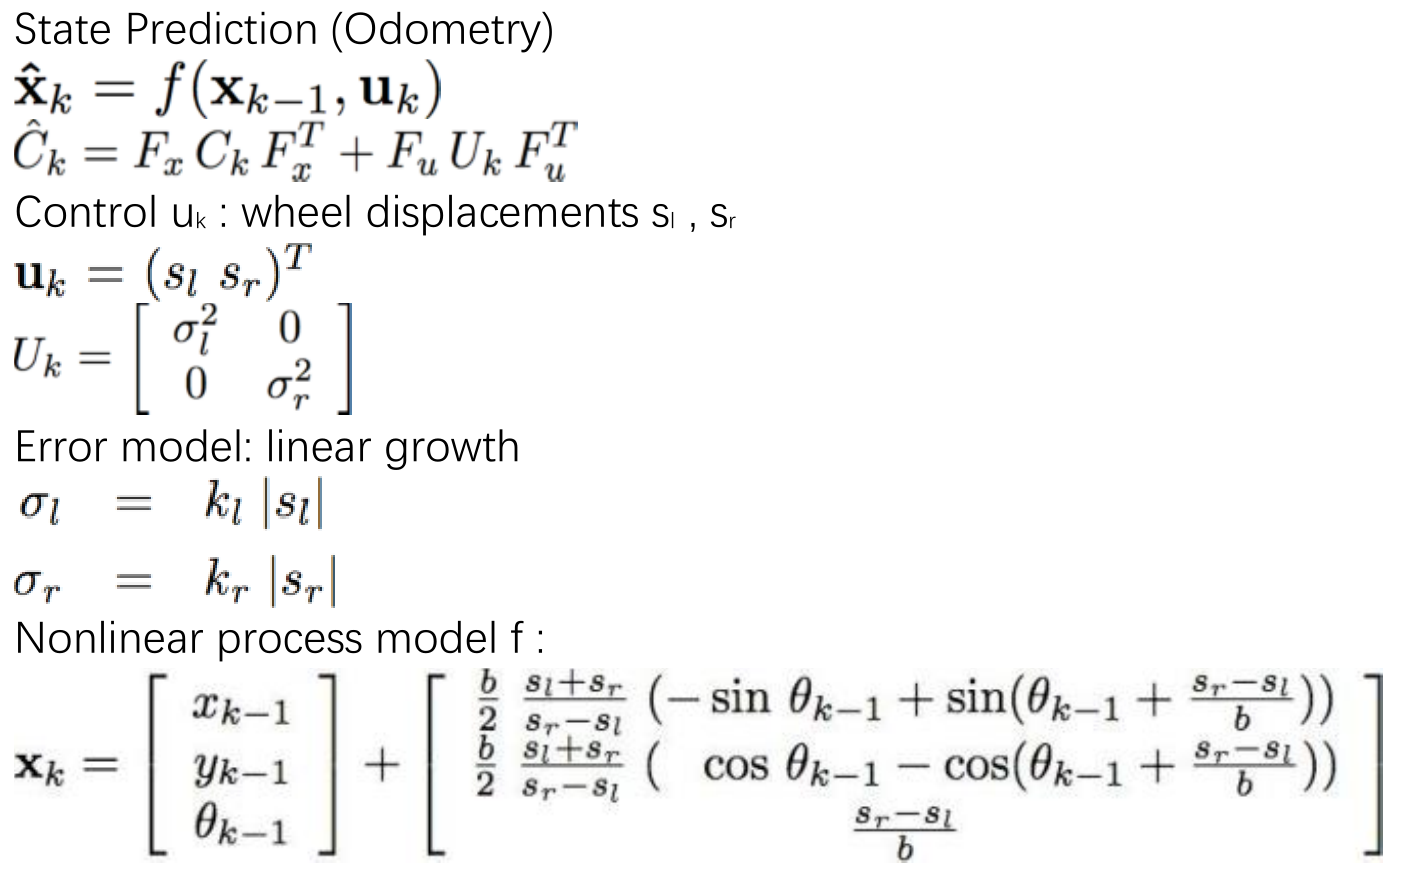 State Prediction (Odometry)
x̂ₖ = f(xₖ₋₁, uₖ)
Ĉₖ = Fₓ Cₖ Fₓᵀ + Fᵤ Uₖ Fᵤᵀ
Control uₖ : wheel displacements sₗ , sᵣ
uₖ = (sₗ sᵣ)ᵀ
Uₖ = [ σₗ² 0 ; 0 σᵣ² ]
Error model: linear growth
σₗ = kₗ |sₗ|
σᵣ = kᵣ |sᵣ|
Nonlinear process model f :
xₖ = [ xₖ₋₁ ; yₖ₋₁ ; θₖ₋₁ ] + [ b/2 (sₗ+sᵣ)/(sᵣ−sₗ) (− sin θₖ₋₁ + sin(θₖ₋₁ + (sᵣ−sₗ)/b)) ; b/2 (sₗ+sᵣ)/(sᵣ−sₗ) ( cos θₖ₋₁ − cos(θₖ₋₁ + (sᵣ−sₗ)/b)) ; (sᵣ−sₗ)/b ]